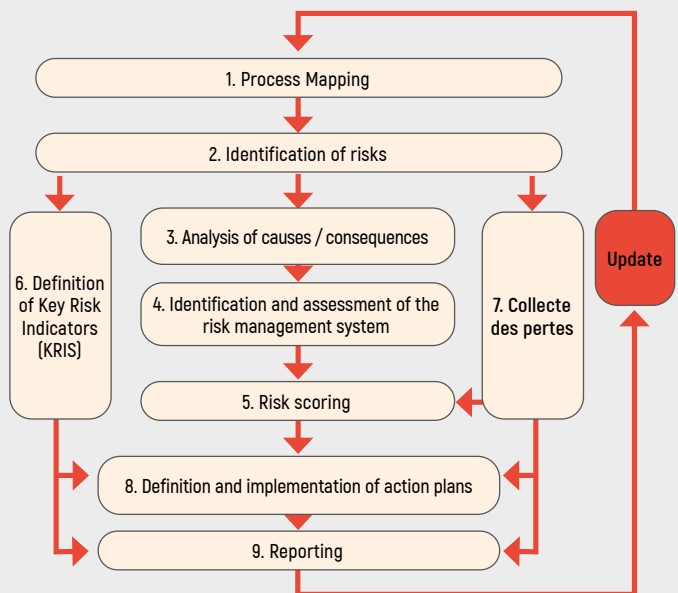 1. Process Mapping
2. Identification of risks
3. Analysis of causes / consequences
4. Identification and assessment of the
risk management system
5. Risk scoring
6. Definition
of Key Risk
Indicators
(KRIS)
7. Collecte
des pertes
Update
8. Definition and implementation of action plans
9. Reporting